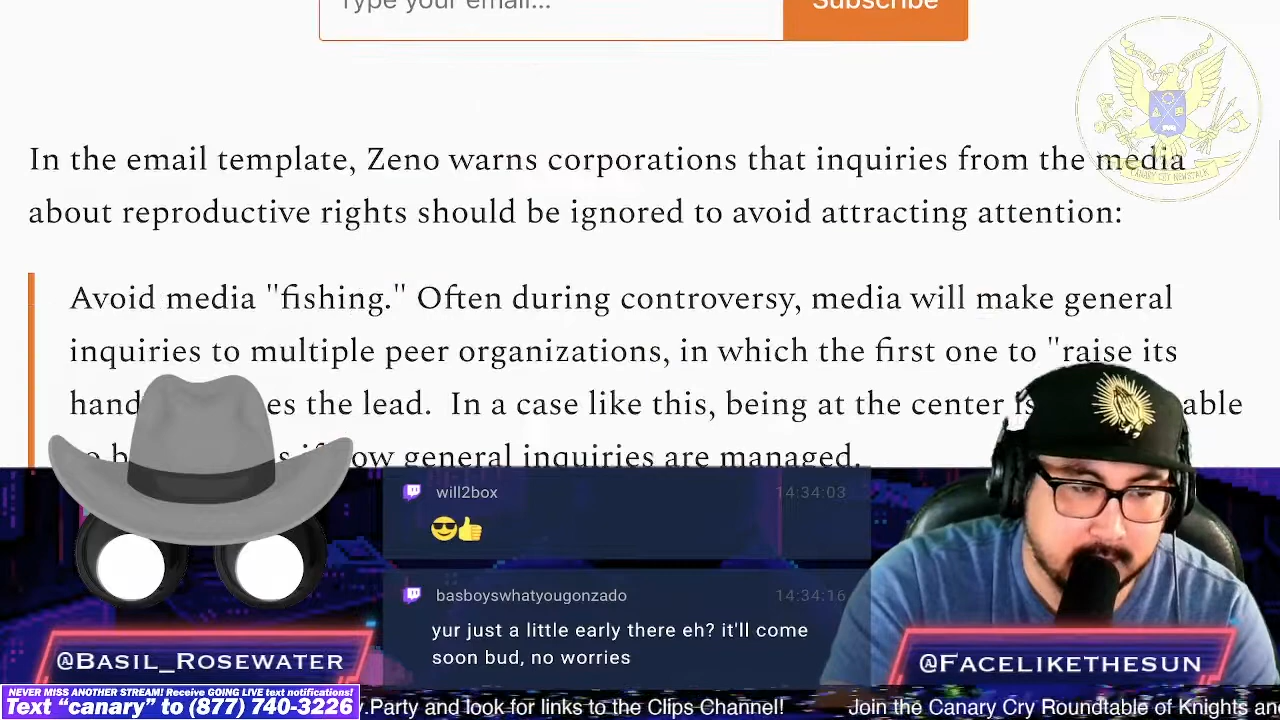 Type your email...
Subscribe
In the email template, Zeno warns corporations that inquiries from the media
about reproductive rights should be ignored to avoid attracting attention:
Avoid media "fishing." Often during controversy, media will make general
inquiries to multiple peer organizations, in which the first one to "raise its
hand es the lead. In a case like this, being at the center is able
ow general inquiries are managed.
CANARY CRY NEWSTALK
will2box 14:34:03
😎👍
basboyswhatyougonzado 14:34:16
yur just a little early there eh? it'll come
soon bud, no worries
@BASIL_ROSEWATER
@FACELIKETHESUN
NEVER MISS ANOTHER STREAM! Receive GOING LIVE text notifications!
Text "canary" to (877) 740-3226
.Party and look for links to the Clips Channel! Join the Canary Cry Roundtable of Knights and